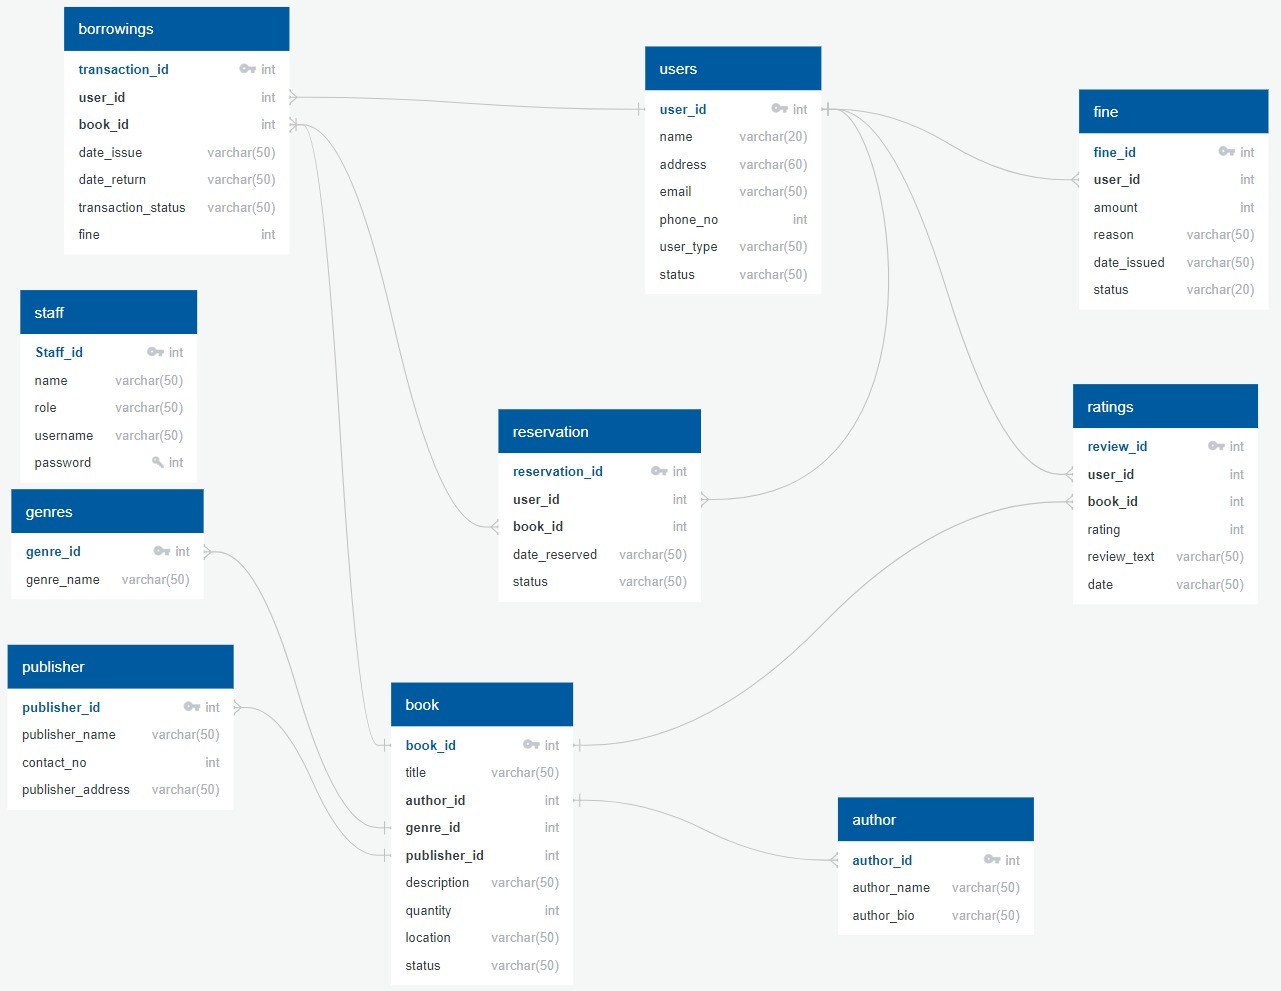 borrowings
transaction_id int
user_id int
book_id int
date_issue varchar(50)
date_return varchar(50)
transaction_status varchar(50)
fine int
users
user_id int
name varchar(20)
address varchar(60)
email varchar(50)
phone_no int
user_type varchar(50)
status varchar(50)
fine
fine_id int
user_id int
amount int
reason varchar(50)
date_issued varchar(50)
status varchar(20)
staff
Staff_id int
name varchar(50)
role varchar(50)
username varchar(50)
password int
reservation
reservation_id int
user_id int
book_id int
date_reserved varchar(50)
status varchar(50)
ratings
review_id int
user_id int
book_id int
rating int
review_text varchar(50)
date varchar(50)
genres
genre_id int
genre_name varchar(50)
publisher
publisher_id int
publisher_name varchar(50)
contact_no int
publisher_address varchar(50)
book
book_id int
title varchar(50)
author_id int
genre_id int
publisher_id int
description varchar(50)
quantity int
location varchar(50)
status varchar(50)
author
author_id int
author_name varchar(50)
author_bio varchar(50)